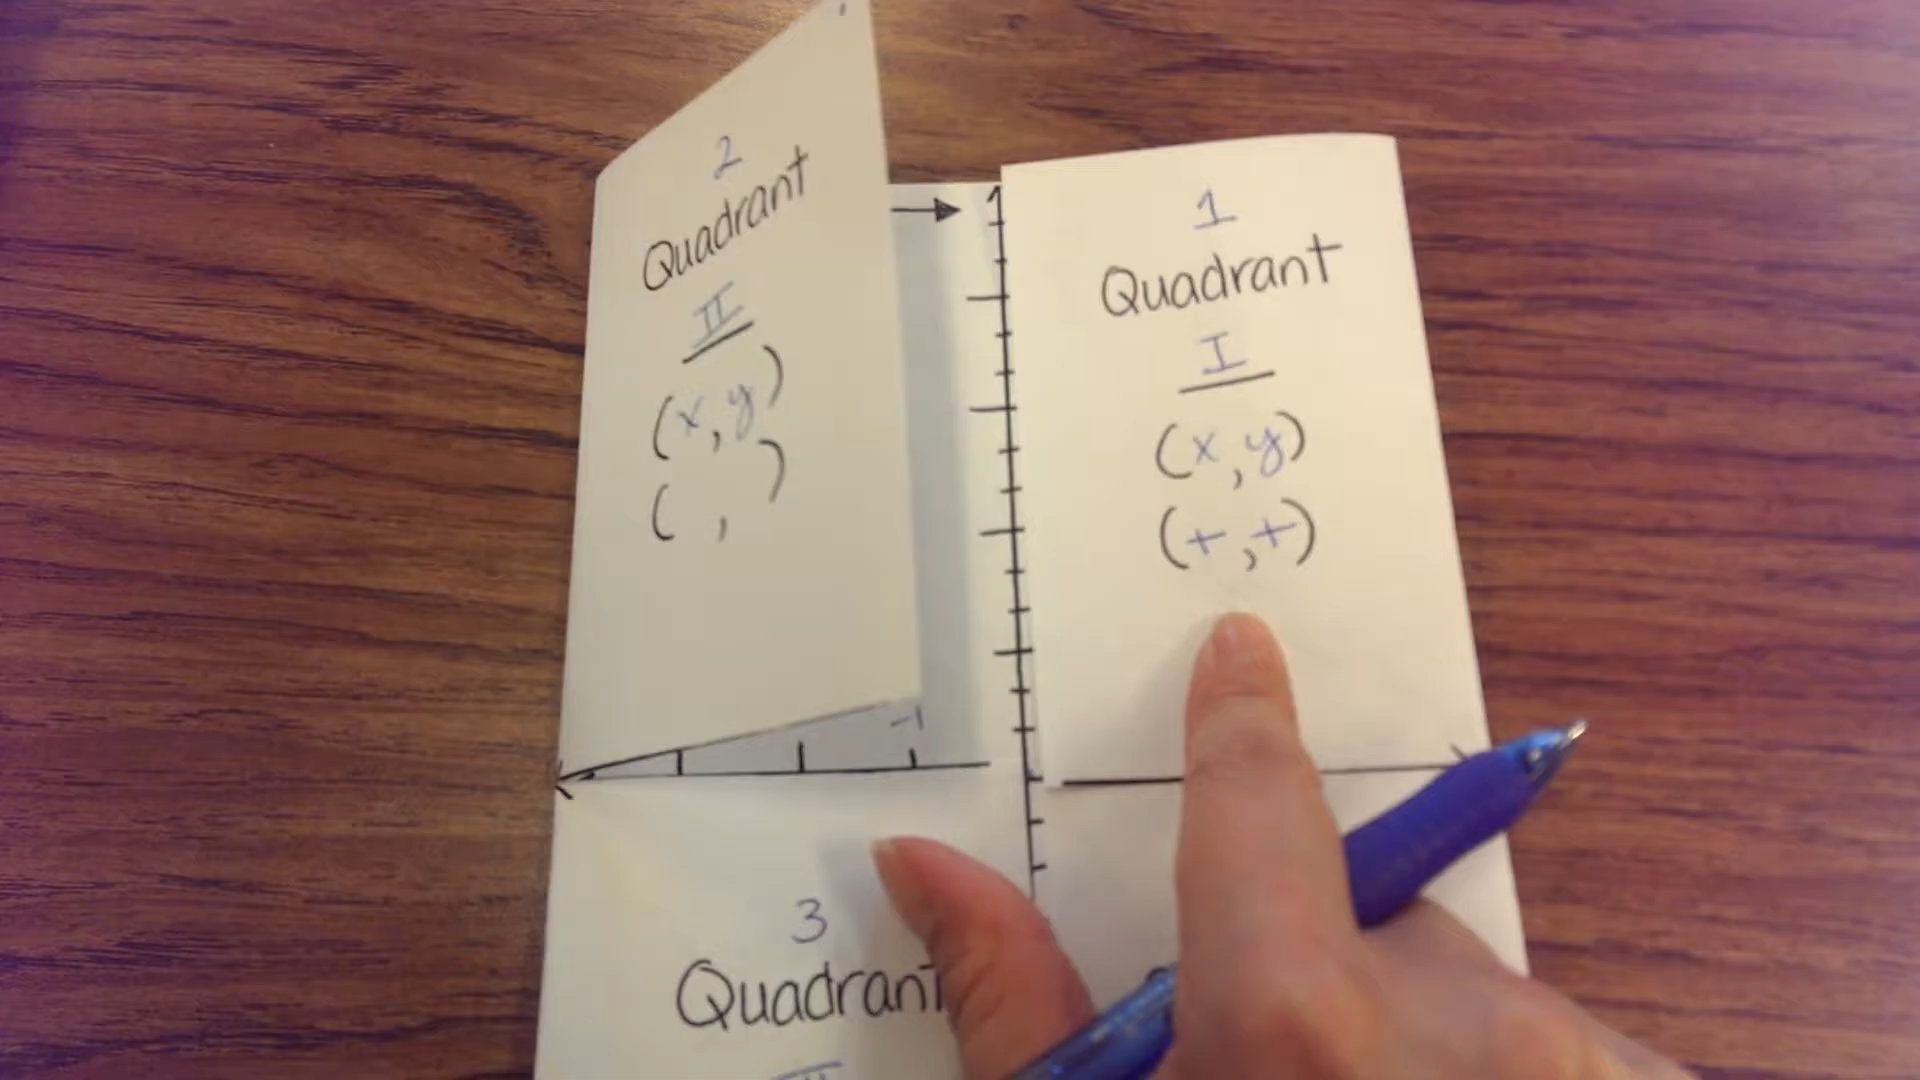 2
Quadrant
II
(x,y)
( , )
1
Quadrant
I
(x,y)
(+,+)
-1
3
Quadrant